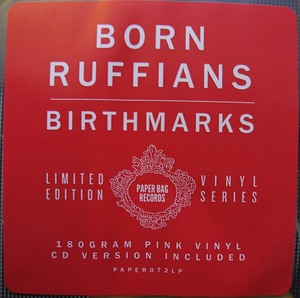 BORN
RUFFIANS
BIRTHMARKS
LIMITED
EDITION
PAPER BAG
RECORDS
VINYL
SERIES
180GRAM PINK VINYL
CD VERSION INCLUDED
PAPER072LP